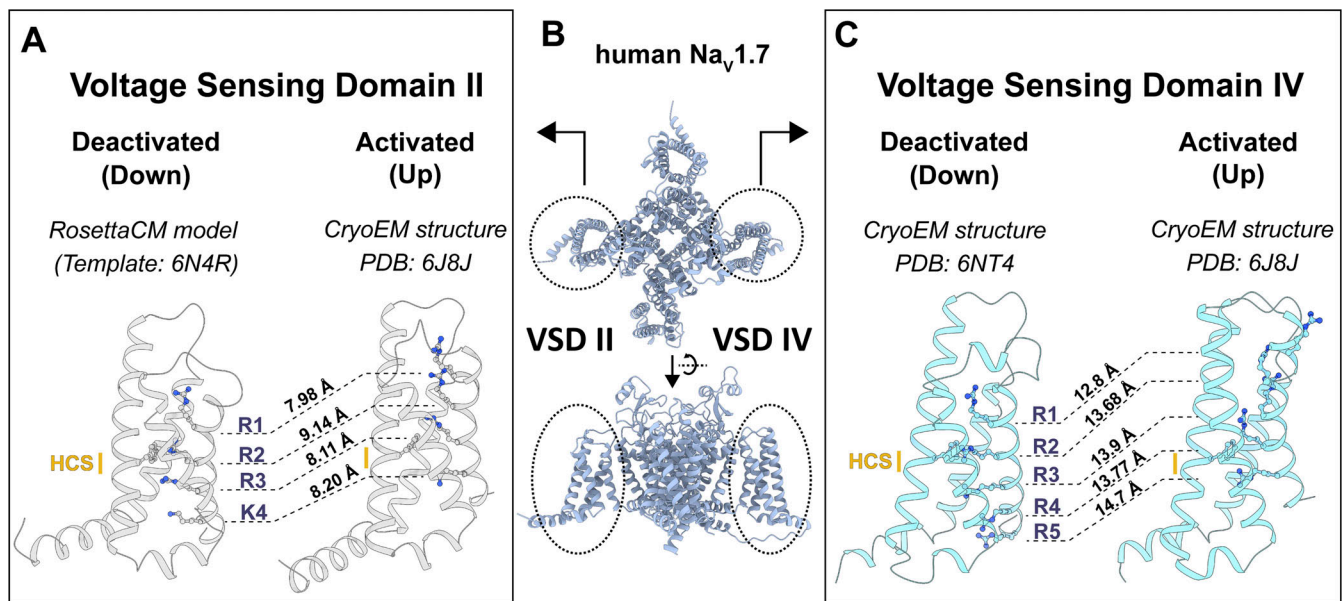 A
Voltage Sensing Domain II
Deactivated
(Down)
Activated
(Up)
RosettaCM model
(Template: 6N4R)
CryoEM structure
PDB: 6J8J
HCS
7.98 Å
9.14 Å
8.11 Å
8.20 Å
R1
R2
R3
K4
B
human NaV1.7
VSD II
VSD IV
C
Voltage Sensing Domain IV
Deactivated
(Down)
Activated
(Up)
CryoEM structure
PDB: 6NT4
CryoEM structure
PDB: 6J8J
HCS
12.8 Å
13.68 Å
13.9 Å
13.77 Å
14.7 Å
R1
R2
R3
R4
R5